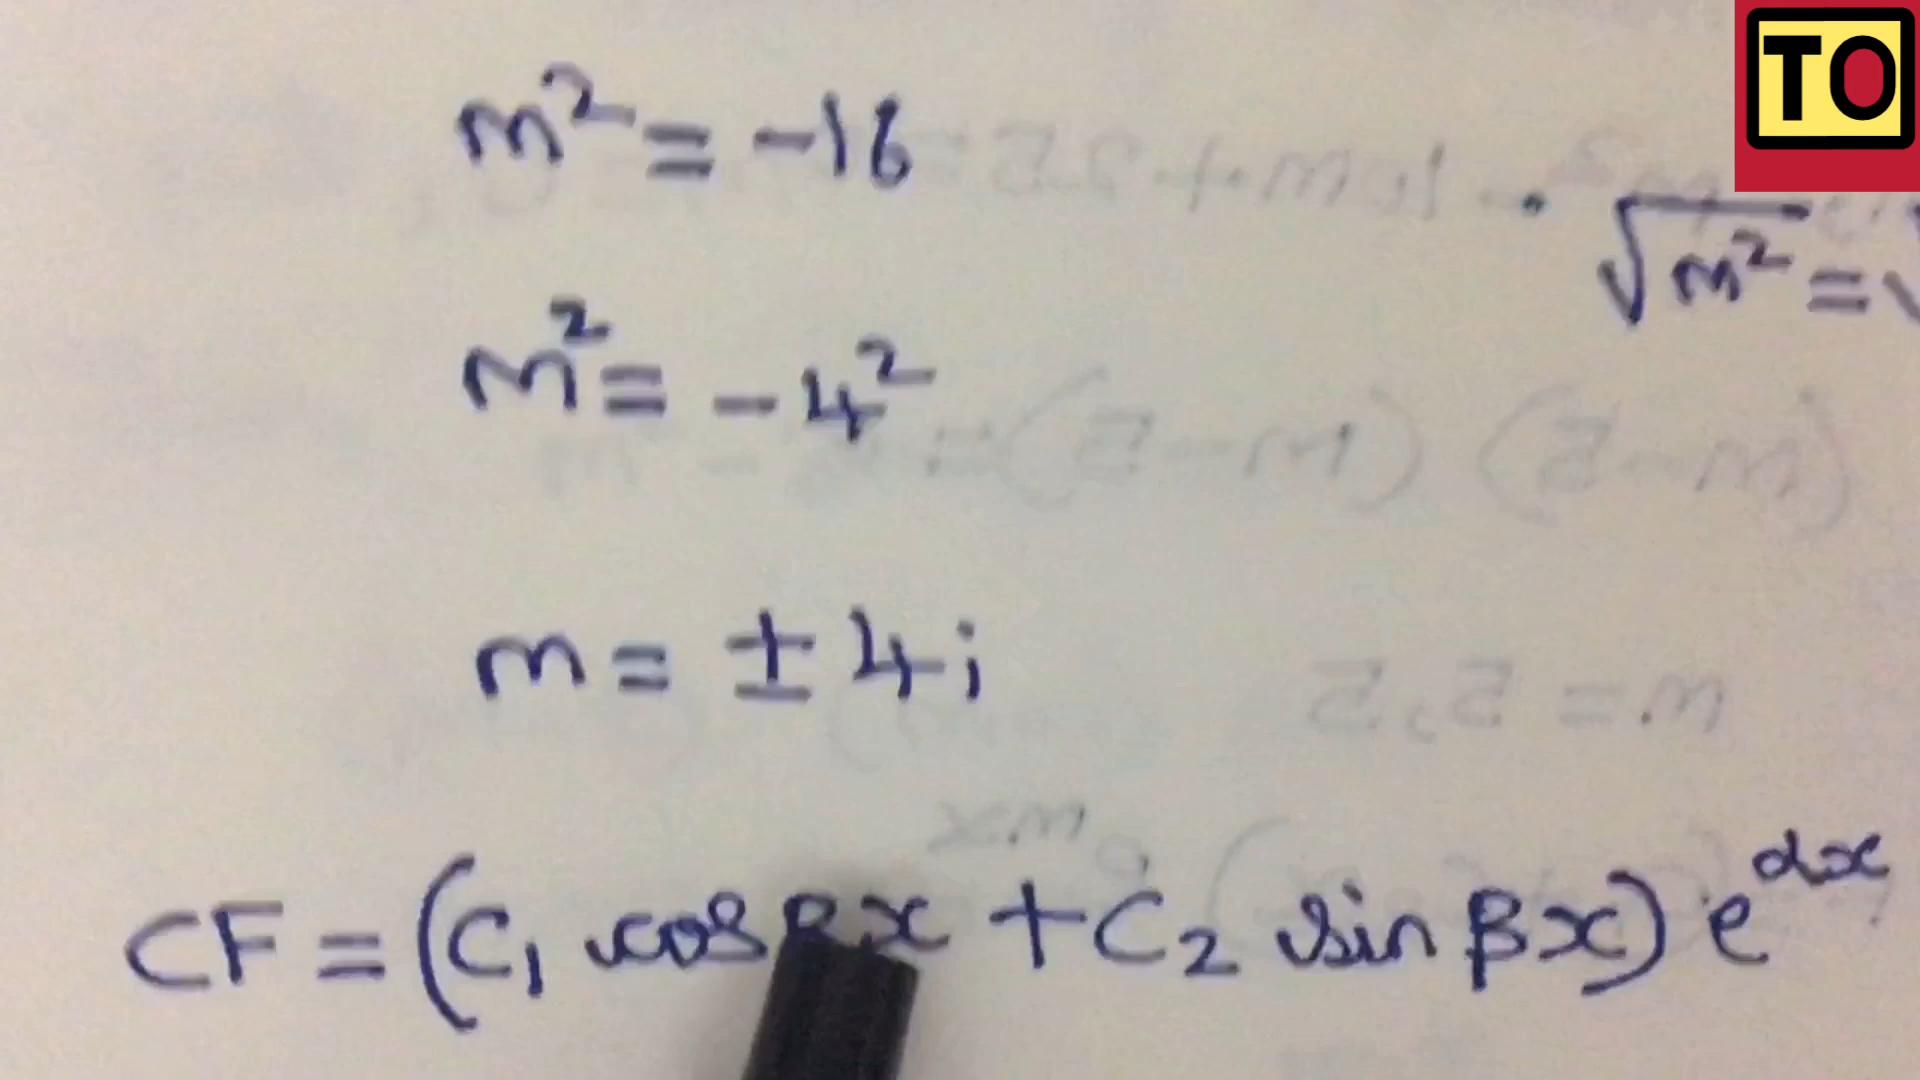 TO
m² = -16
√m² = √
m² = -4²
m = ± 4i
CF = (C₁ cos βx + C₂ sin βx) e^αx